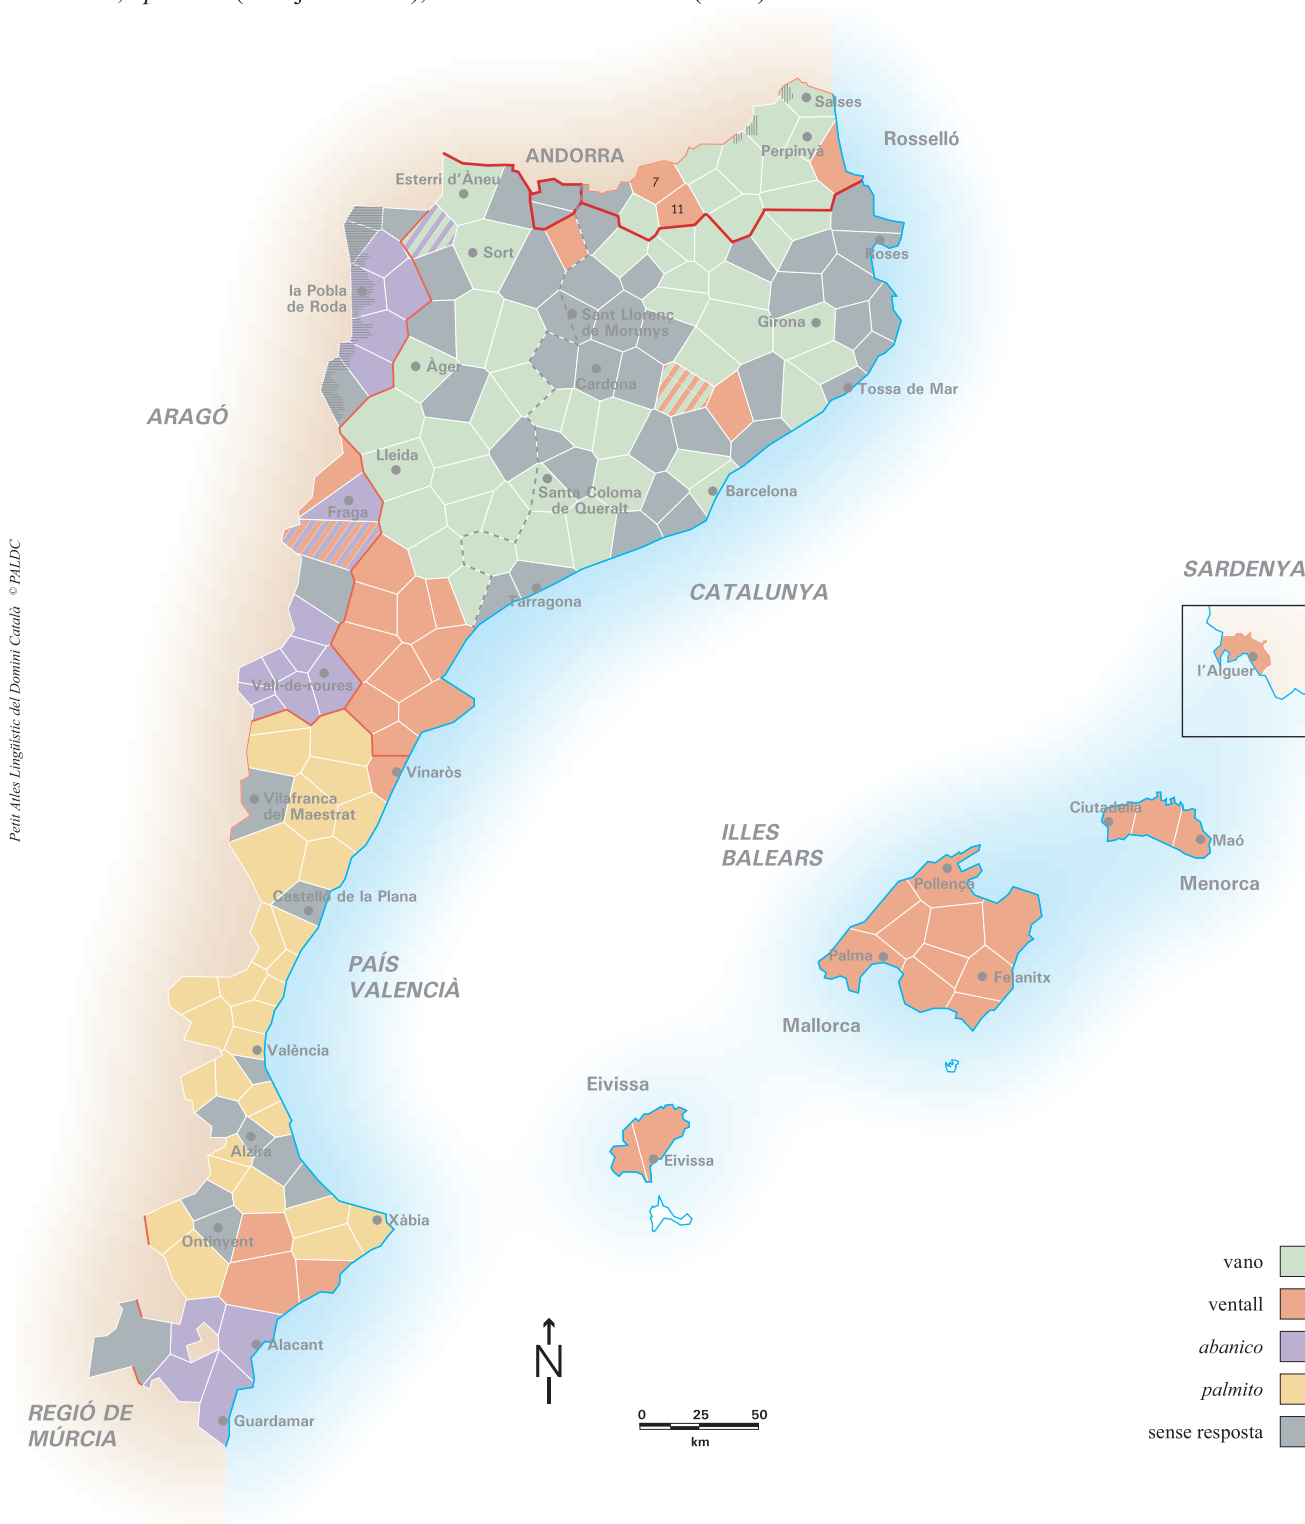 Salses
Rosselló
Perpinyà
ANDORRA
Esterri d'Àneu
7
11
Sort
Roses
la Pobla
de Roda
Sant Llorenç
de Morunys
Girona
Àger
Cardona
Tossa de Mar
ARAGÓ
Lleida
Santa Coloma
de Queralt
Barcelona
Fraga
CATALUNYA
Tarragona
SARDENYA
l'Alguer
Vall-de-roures
Petit Atles Lingüístic del Domini Català © PALDC
Vinaròs
Vilafranca
del Maestrat
ILLES
BALEARS
Ciutadella
Maó
Menorca
Pollença
Castelló de la Plana
PAÍS
VALENCIÀ
Palma
Felanitx
Mallorca
València
Eivissa
Alzira
Eivissa
Xàbia
Ontinyent
Alacant
REGIÓ DE
MÚRCIA
Guardamar
N
0 25 50
km
vano
ventall
abanico
palmito
sense resposta